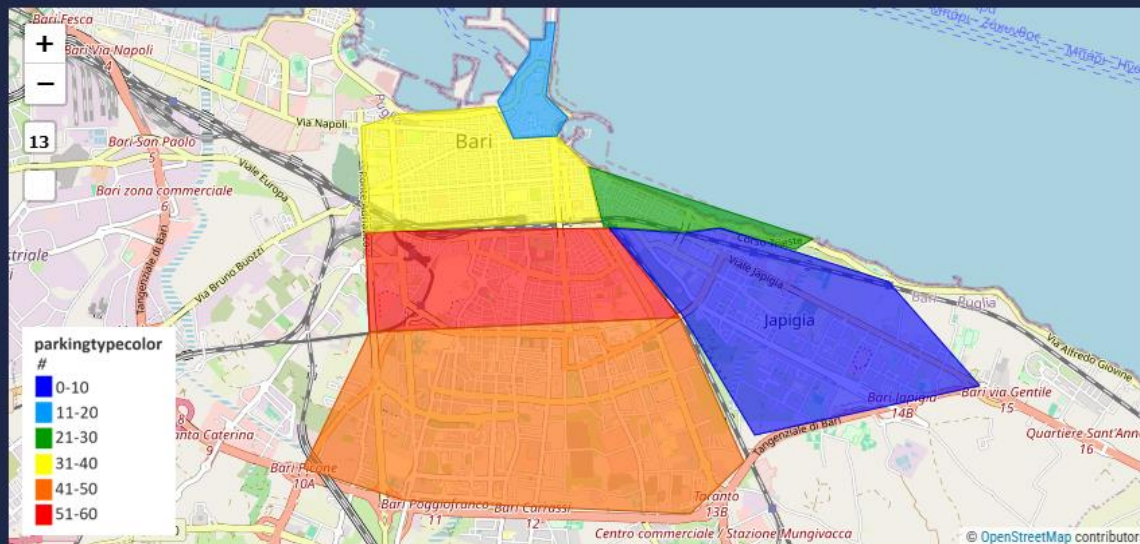 Bari Fesca
+
Bari Via Napoli
4
−
Via Napoli
Bari
13
Bari San Paolo
5
Viale Europa
Bari zona commerciale
6
Tangenziale di Bari
Via Bruno Buozzi
Corso Trieste
Viale Japigia
Japigia
Bari
Puglia
Via Alfredo Giovine
Bari Japigia
14B
Bari via Gentile
15
Tangenziale di Bari
Quartiere Sant'Anna
16
8
9
Bari Picone
10A
Bari Poggiofranco
11
Bari Carrassi
12
Taranto
13B
Centro commerciale / Stazione Mungivacca
parkingtypecolor
#
0-10
11-20
21-30
31-40
41-50
51-60
© OpenStreetMap contributor